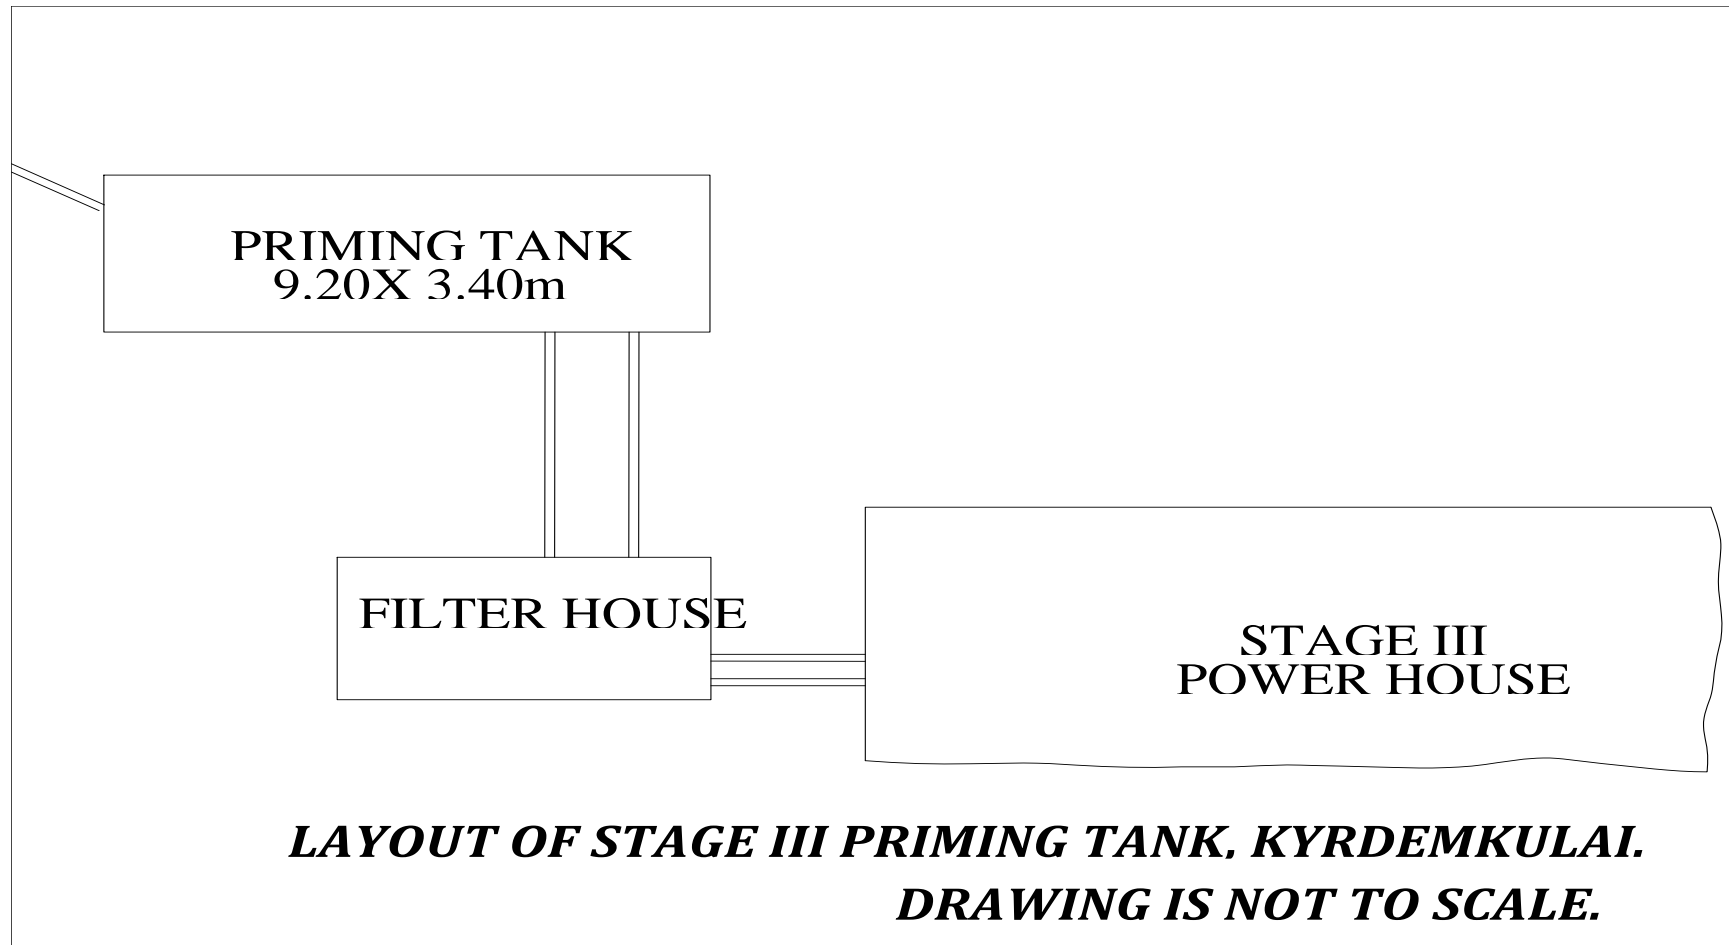 PRIMING TANK
9.20X 3.40m
FILTER HOUSE
STAGE III
POWER HOUSE
LAYOUT OF STAGE III PRIMING TANK, KYRDEMKULAI.
DRAWING IS NOT TO SCALE.